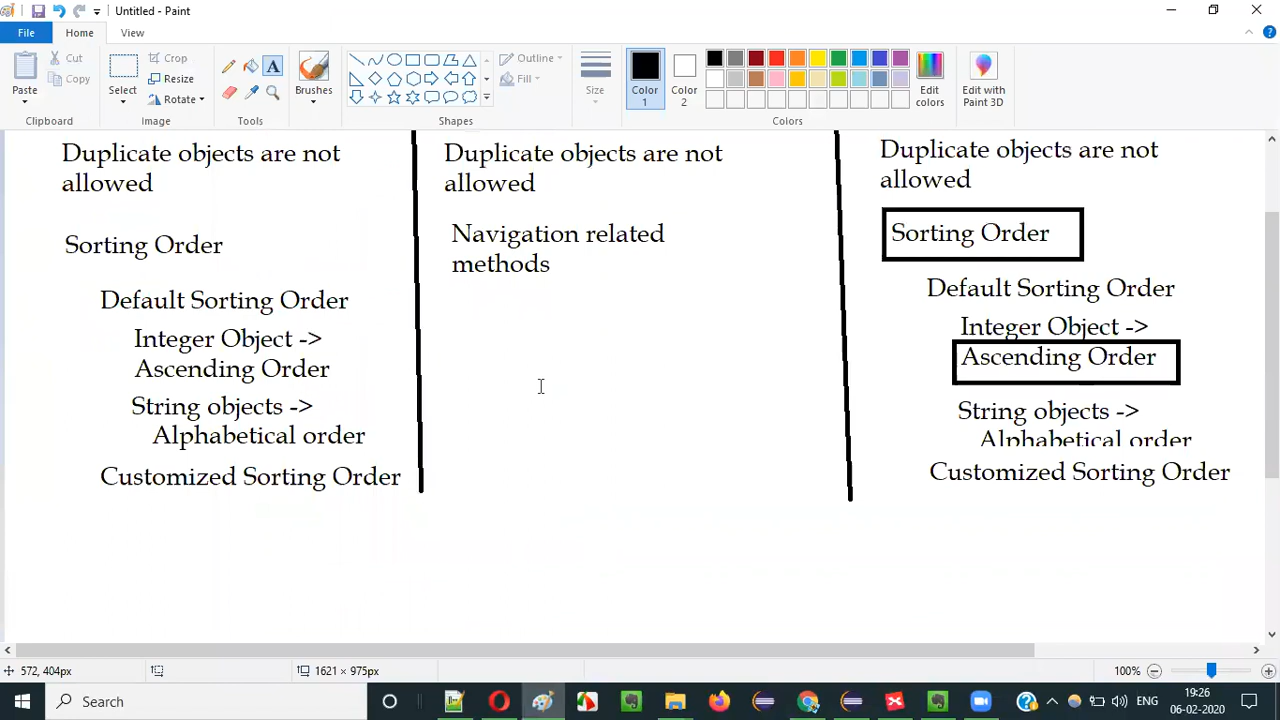 Untitled - Paint
File
Home
View
Paste
Cut
Copy
Clipboard
Select
Crop
Resize
Rotate
Image
A
Tools
Brushes
Outline
Fill
Shapes
Size
Color
1
Color
2
Edit
colors
Edit with
Paint 3D
Colors
Duplicate objects are not
allowed
Sorting Order
Default Sorting Order
Integer Object ->
Ascending Order
String objects ->
Alphabetical order
Customized Sorting Order
Duplicate objects are not
allowed
Navigation related
methods
Duplicate objects are not
allowed
Sorting Order
Default Sorting Order
Integer Object ->
Ascending Order
String objects ->
Alphabetical order
Customized Sorting Order
572, 404px
1621 × 975px
100%
Search
ENG
19:26
06-02-2020